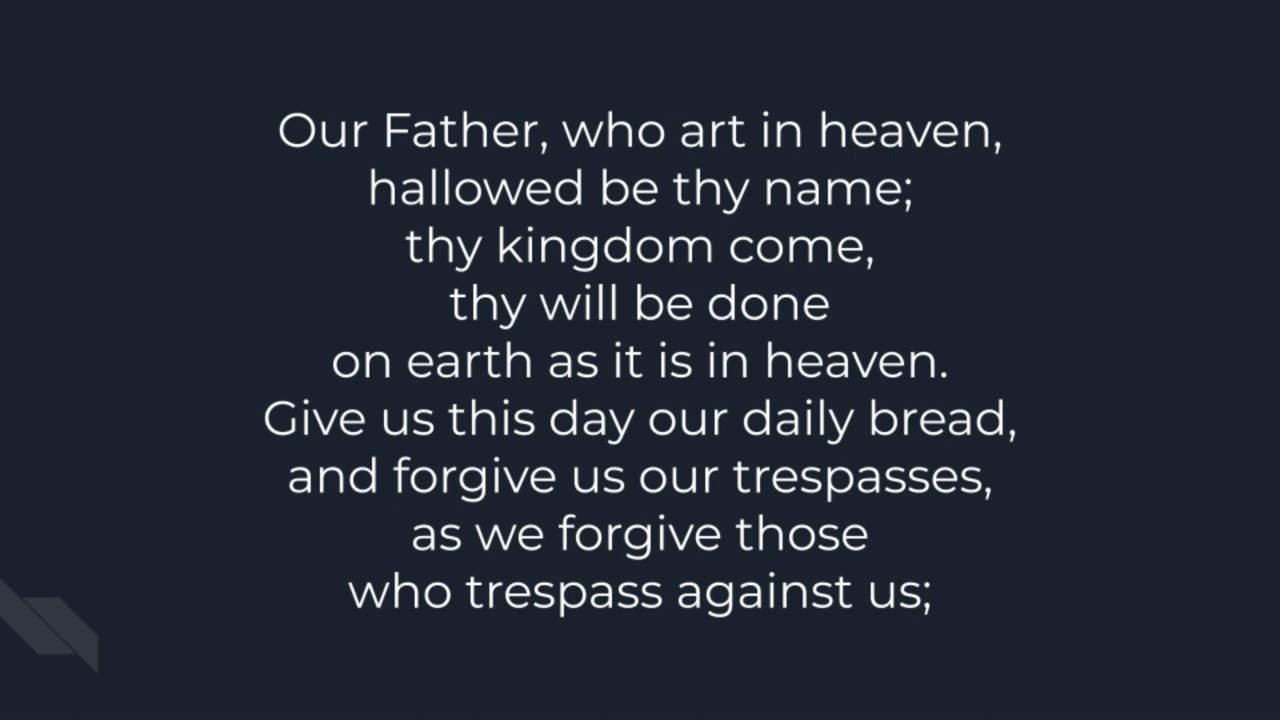 Our Father, who art in heaven,
hallowed be thy name;
thy kingdom come,
thy will be done
on earth as it is in heaven.
Give us this day our daily bread,
and forgive us our trespasses,
as we forgive those
who trespass against us;